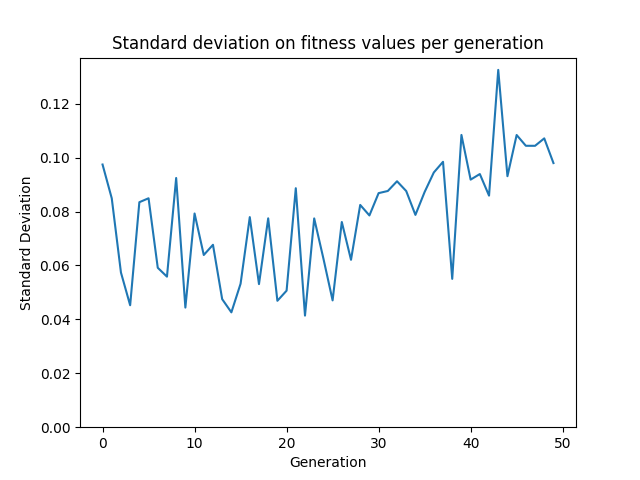 Standard deviation on fitness values per generation
Standard Deviation
0.12
0.10
0.08
0.06
0.04
0.02
0.00
0 10 20 30 40 50
Generation